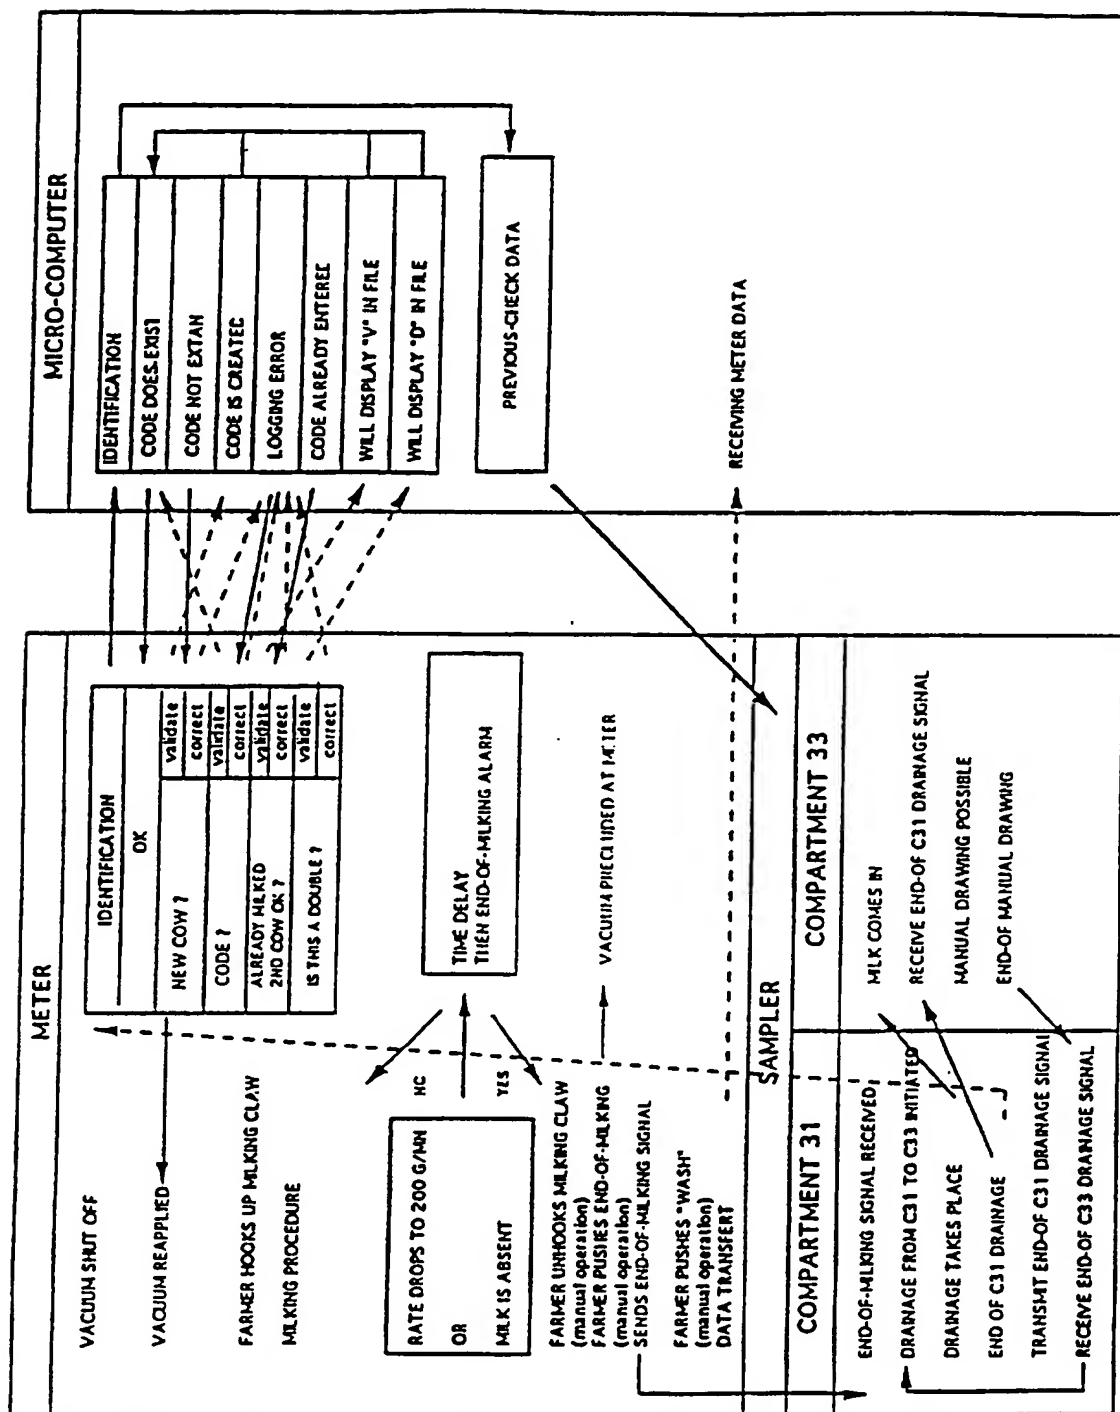 METER
VACUUM SHUT OFF
IDENTIFICATION
OK
VACUUM REAPPLIED
NEW COW ?
validate
correct
CODE ?
validate
correct
ALREADY MILKED
2ND COW OK ?
validate
correct
IS THIS A DOUBLE ?
validate
correct
FARMER HOOKS UP MILKING CLAW
MILKING PROCEDURE
RATE DROPS TO 200 G/MN
OR
MILK IS ABSENT
YES
TIME DELAY
THEN END-OF-MILKING ALARM
FARMER UNHOOKS MILKING CLAW
(manual operation)
FARMER PUSHES END-OF-MILKING
(manual operation)
SENDS END-OF-MILKING SIGNAL
VACUUM PRECLUDED AT METER
FARMER PUSHES "WASH"
(manual operation)
DATA TRANSFERT
SAMPLER
COMPARTMENT 31
END-OF-MILKING SIGNAL RECEIVED
DRAINAGE FROM C31 TO C33 INITIATED
DRAINAGE TAKES PLACE
END OF C31 DRAINAGE
TRANSMIT END-OF C31 DRAINAGE SIGNAL
RECEIVE END-OF C33 DRAINAGE SIGNAL
COMPARTMENT 33
MLK COMES IN
RECEIVE END-OF C31 DRAINAGE SIGNAL
MANUAL DRAWING POSSIBLE
END-OF MANUAL DRAWING
MICRO-COMPUTER
IDENTIFICATION
CODE DOES-EXIST
CODE NOT EXTAN
CODE IS CREATED
LOGGING ERROR
CODE ALREADY ENTERED
WILL DISPLAY "V" IN FILE
WILL DISPLAY "D" IN FILE
PREVIOUS-CHECK DATA
RECEIVING METER DATA